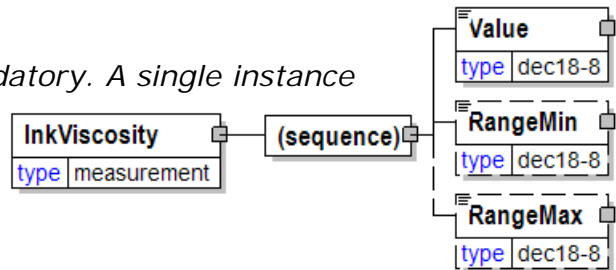 Value
type dec18-8
datory. A single instance
InkViscosity
type measurement
(sequence)
RangeMin
type dec18-8
RangeMax
type dec18-8